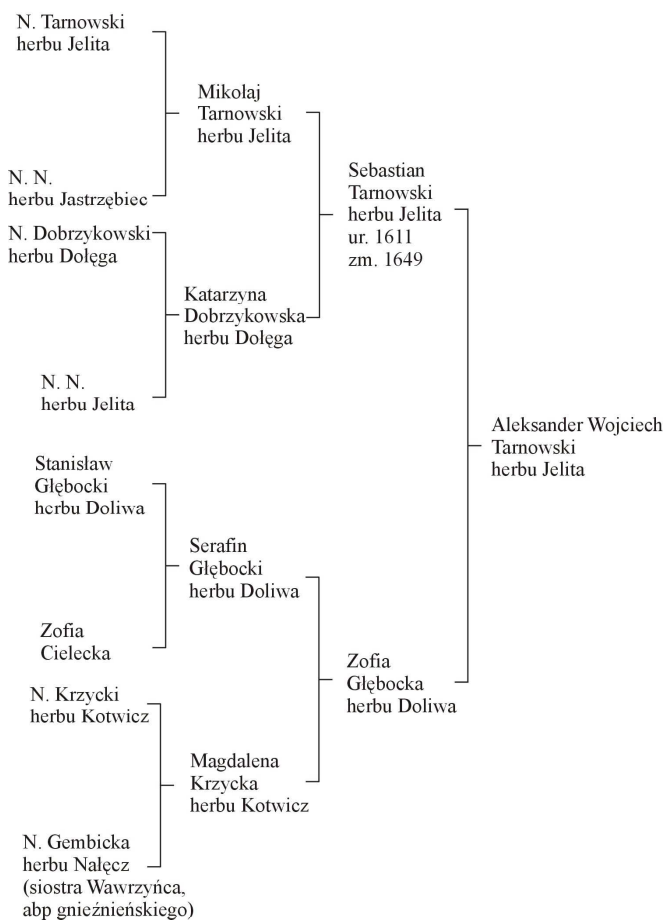 N. Tarnowski
herbu Jelita
Mikolaj
Tarnowski
herbu Jelita
N. N.
herbu Jastrzębiec
Sebastian
Tarnowski
herbu Jelita
ur. 1611
zm. 1649
N. Dobrzykowski
herbu Dołęga
Katarzyna
Dobrzykowska
herbu Dołęga
N. N.
herbu Jelita
Aleksander Wojciech
Tarnowski
herbu Jelita
Stanisław
Głębocki
hcrbu Doliwa
Serafin
Głębocki
herbu Doliwa
Zofia
Cielecka
Zofia
Głębocka
herbu Doliwa
N. Krzycki
herbu Kotwicz
Magdalena
Krzycka
herbu Kotwicz
N. Gembicka
herbu Nałęcz
(siostra Wawrzyńca,
abp gnieźnieńskiego)